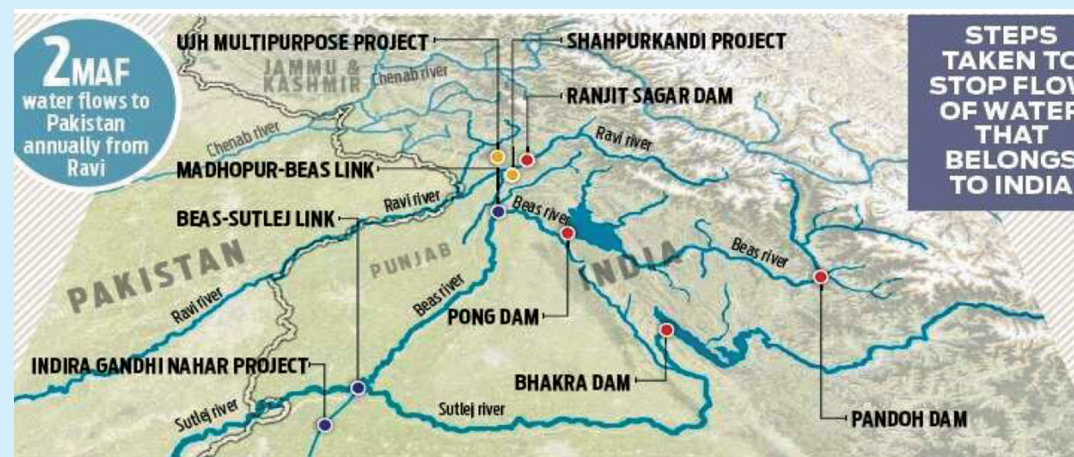 2MAF
water flows to
Pakistan
annually from
Ravi
UJH MULTIPURPOSE PROJECT
SHAHPURKANDI PROJECT
JAMMU &
KASHMIR
Chenab river
RANJIT SAGAR DAM
Chenab river
Ravi river
MADHOPUR-BEAS LINK
Ravi river
BEAS-SUTLEJ LINK
Beas river
PAKISTAN
PUNJAB
INDIA
Beas river
Ravi river
Beas river
PONG DAM
INDIRA GANDHI NAHAR PROJECT
BHAKRA DAM
Sutlej river
Sutlej river
PANDOH DAM
STEPS
TAKEN TO
STOP FLOW
OF WATER
THAT
BELONGS
TO INDIA